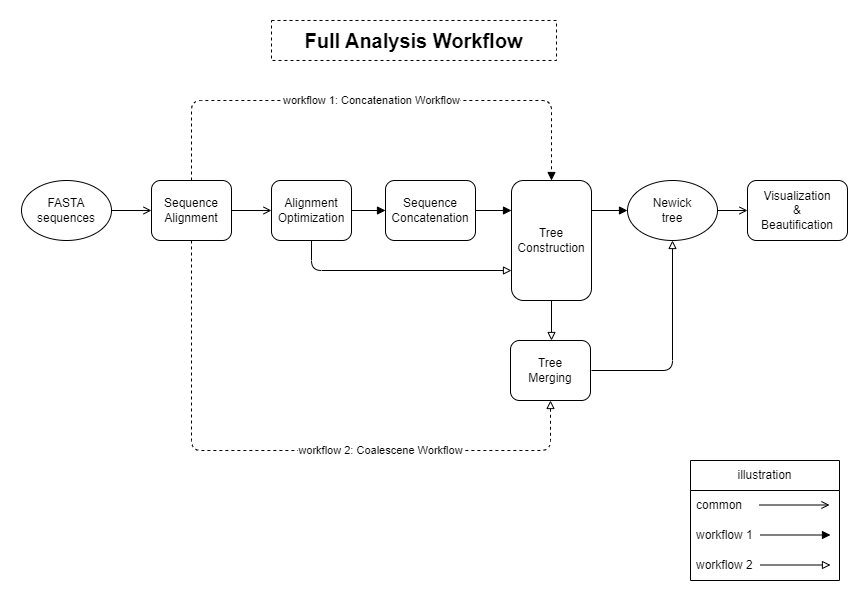 Full Analysis Workflow
workflow 1: Concatenation Workflow
FASTA
sequences
Sequence
Alignment
Alignment
Optimization
Sequence
Concatenation
Tree
Construction
Newick
tree
Visualization
&
Beautification
Tree
Merging
workflow 2: Coalescene Workflow
illustration
common
workflow 1
workflow 2